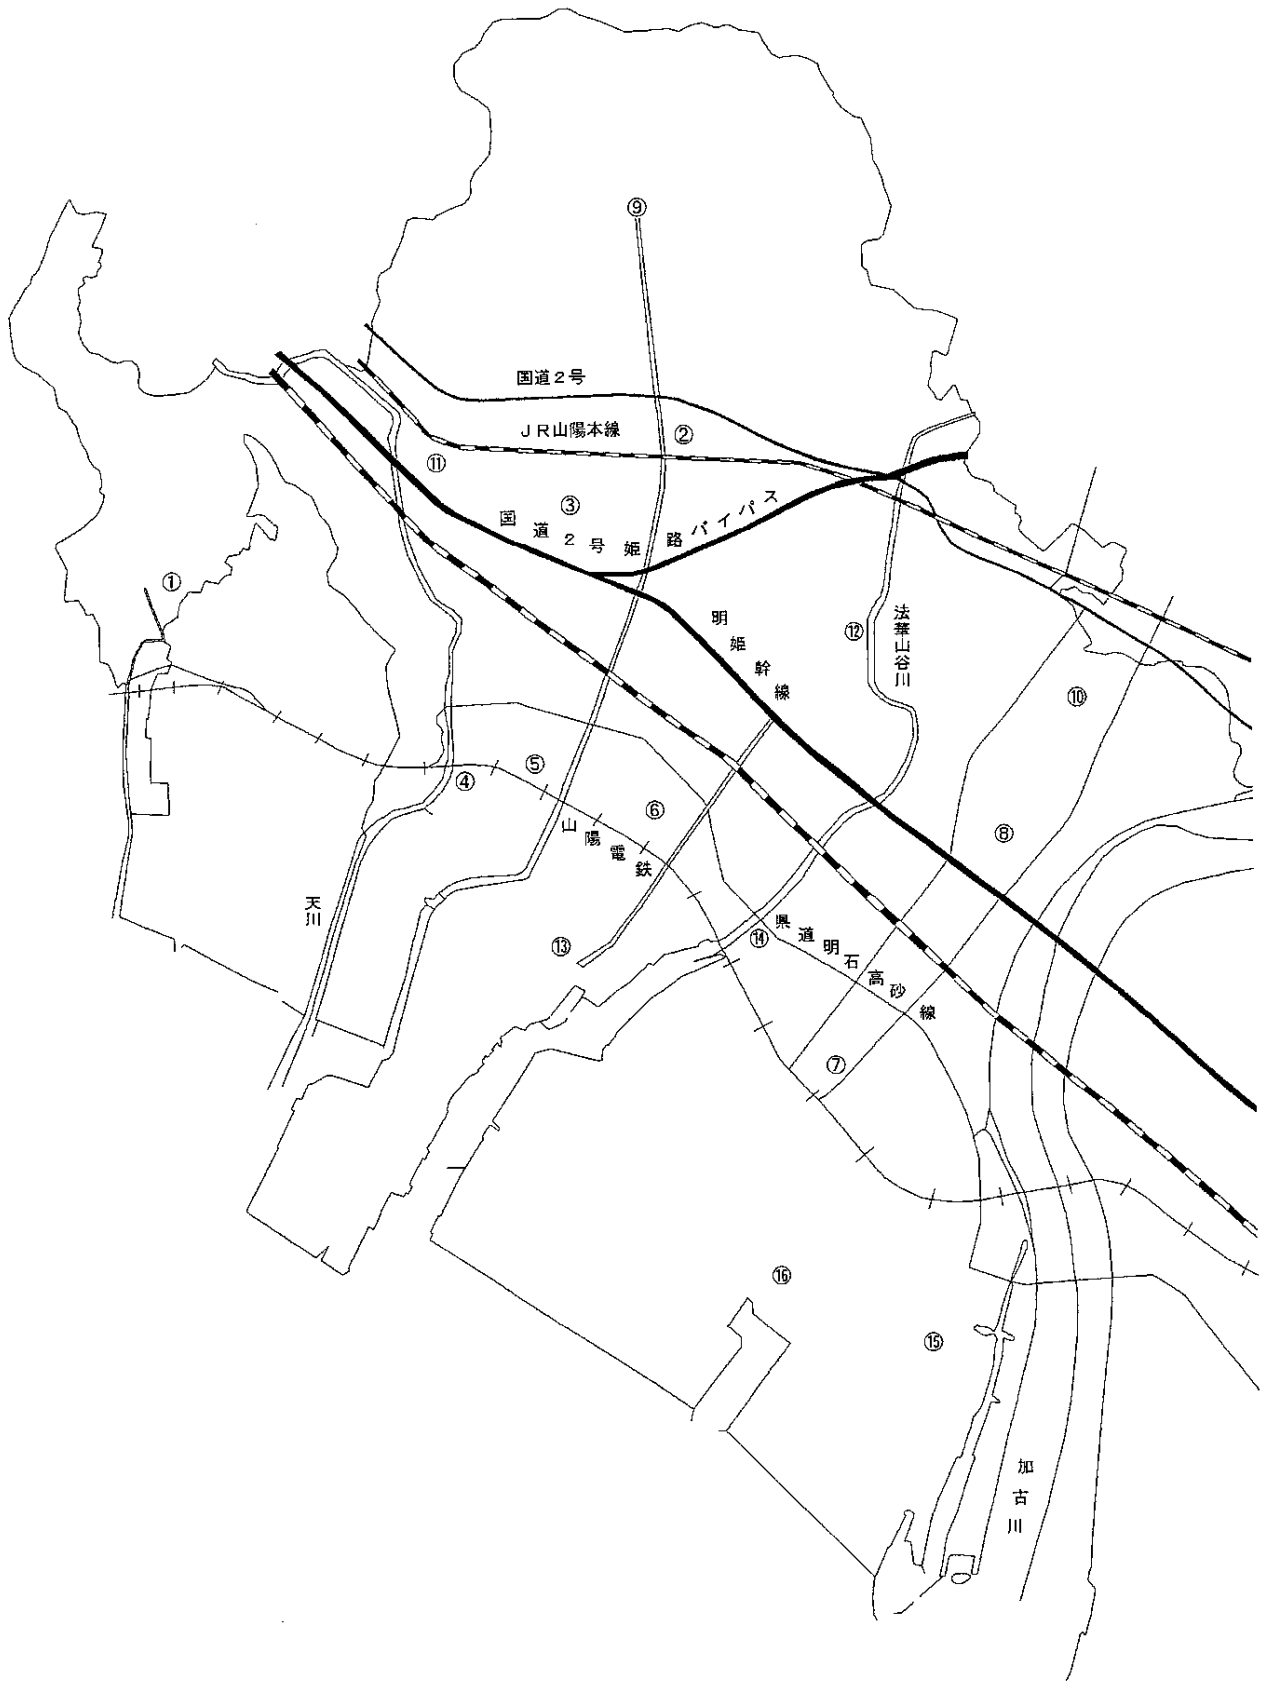 ⑨
国道2号
JR山陽本線
②
⑪
③
国道2号姫路バイパス
①
明姫幹線
⑫
法華山谷川
⑩
④
⑤
⑥
⑧
山陽電鉄
天川
⑬
⑭
県道明石高砂線
⑦
⑯
⑮
加古川